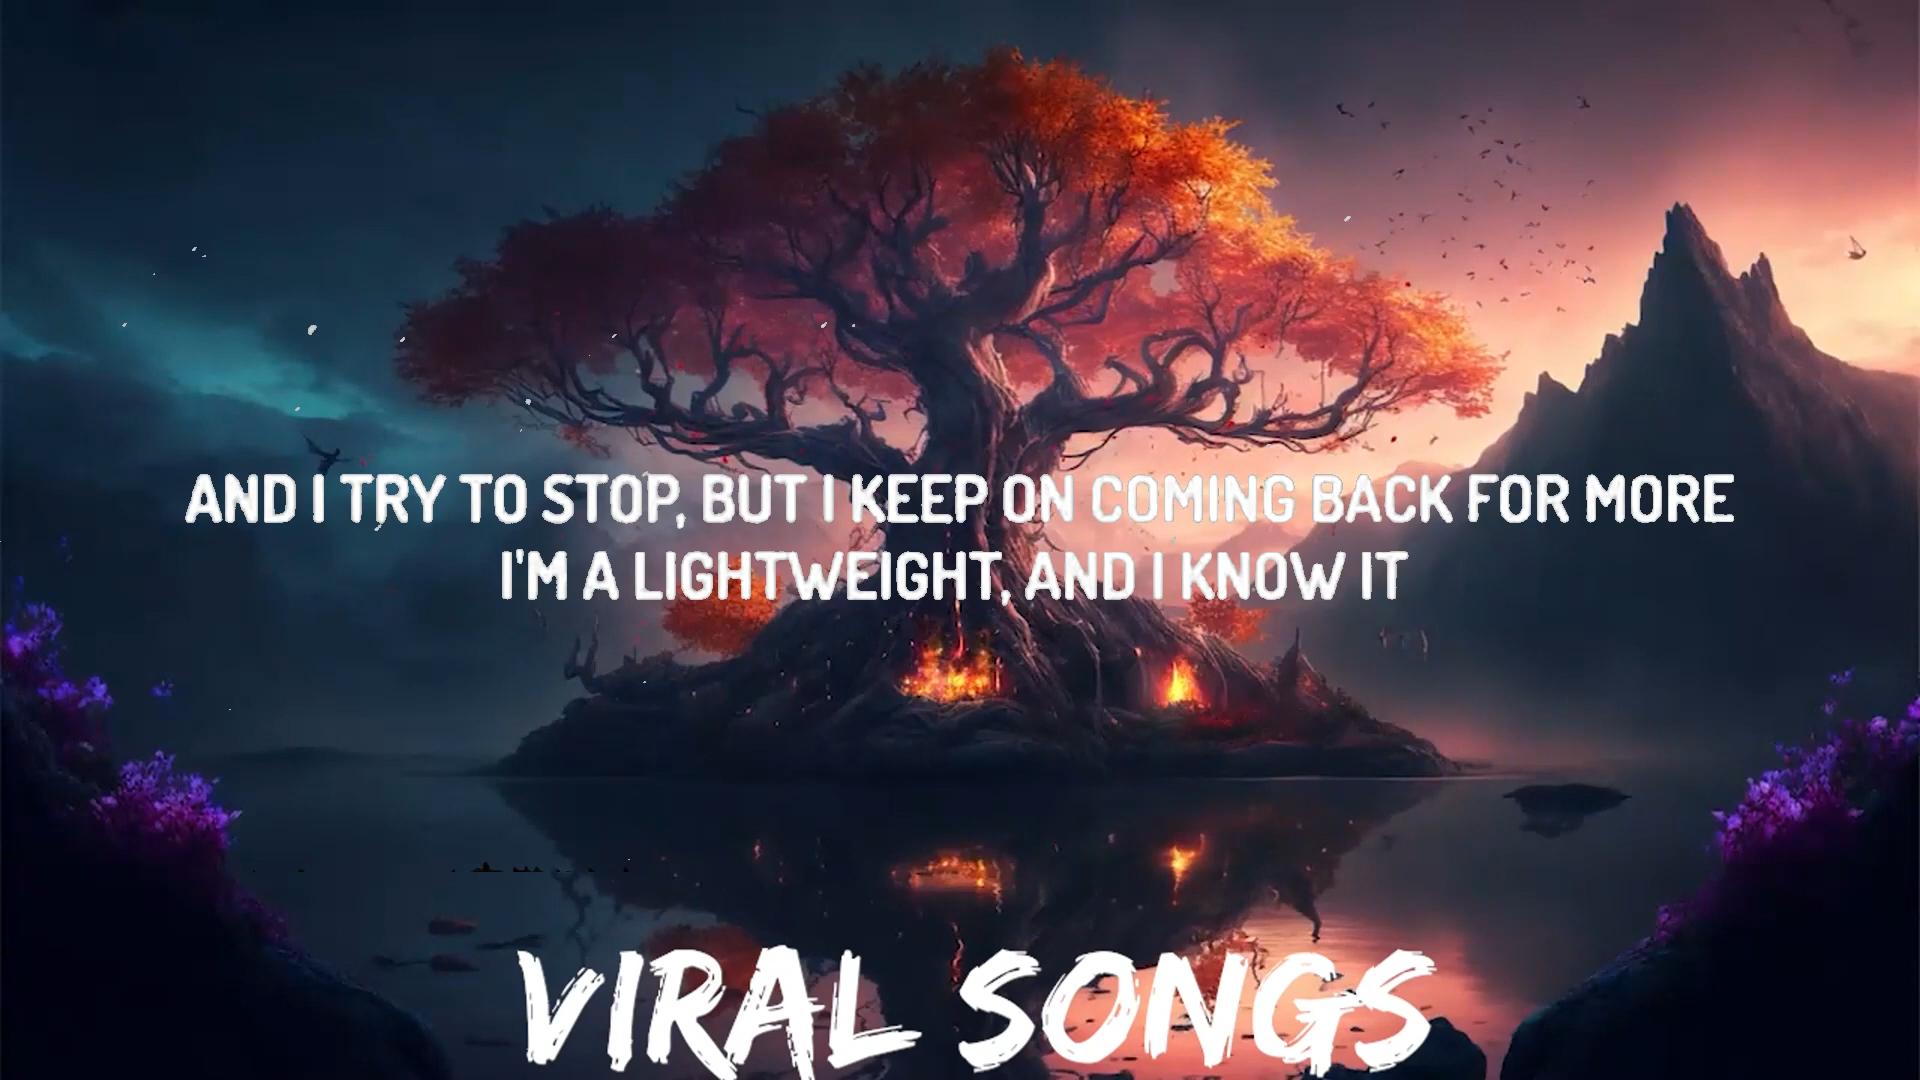 AND I TRY TO STOP, BUT I KEEP ON COMING BACK FOR MORE
I'M A LIGHTWEIGHT, AND I KNOW IT
VIRAL SONGS